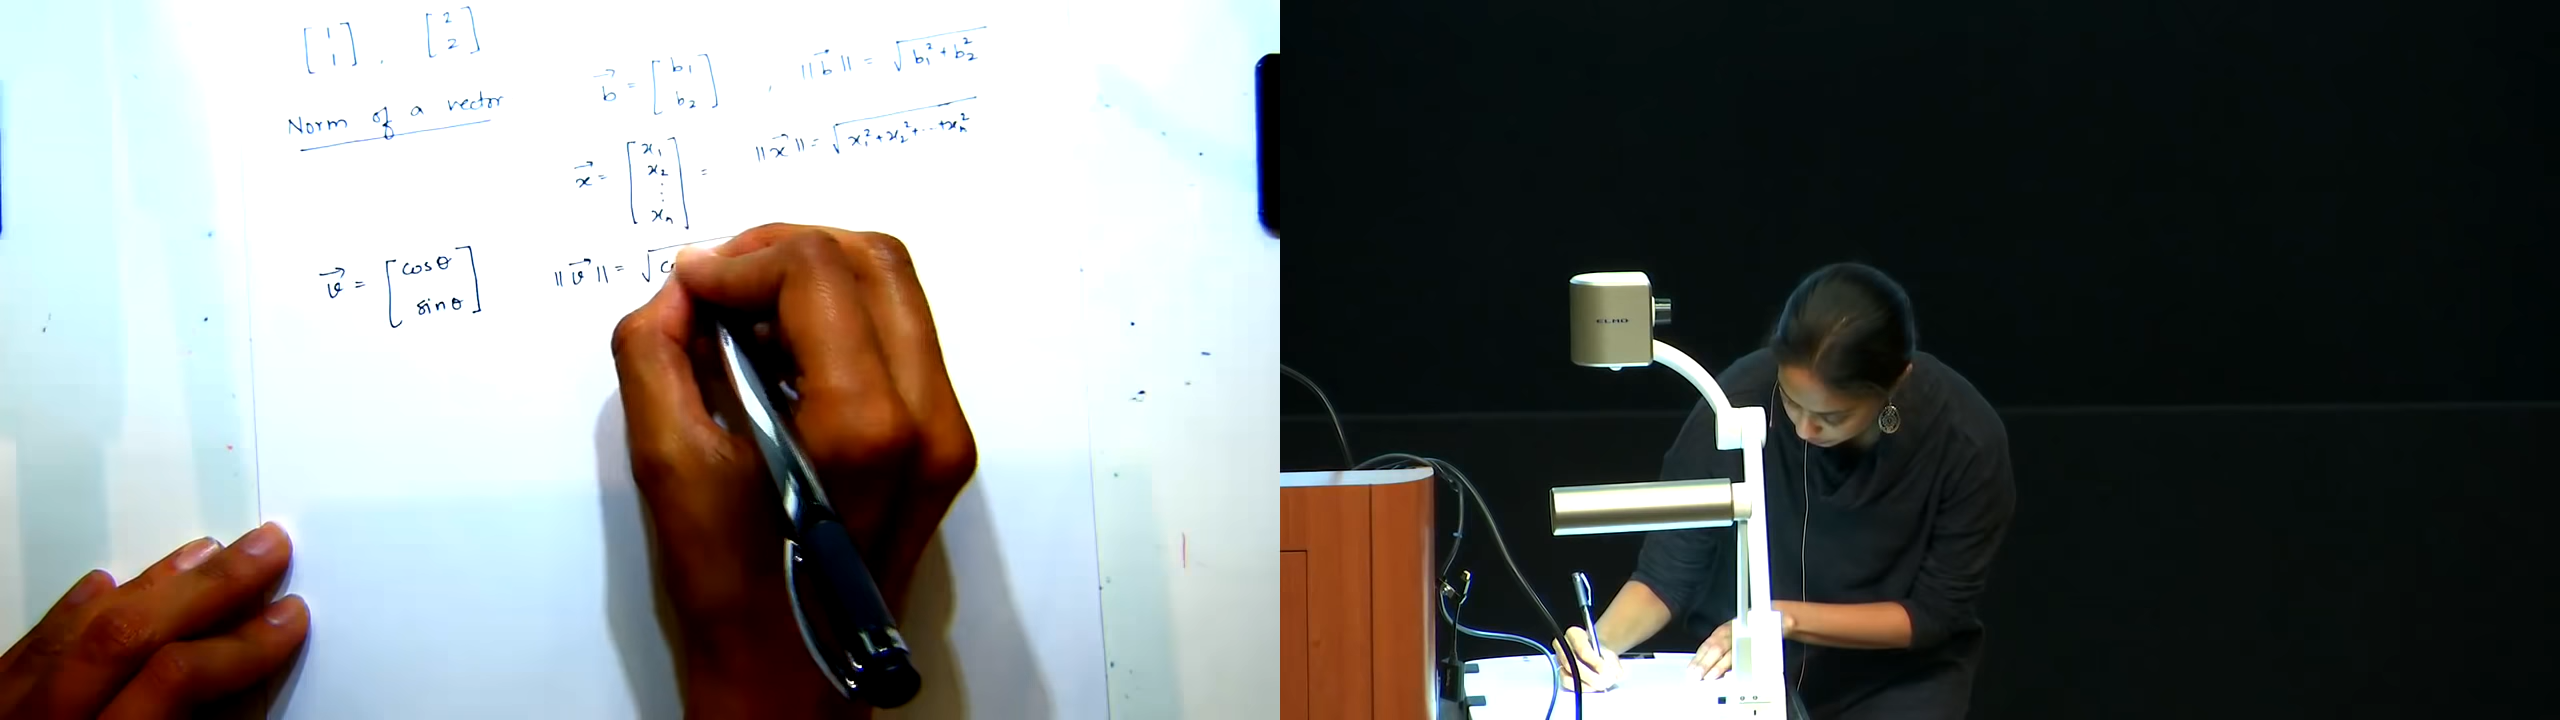 [1 1], [2 2]
Norm of a vector
b⃗ = [b₁ b₂], ||b⃗|| = √(b₁² + b₂²)
x⃗ = [x₁ x₂ ⋮ xₙ] = ||x⃗|| = √(x₁² + x₂² + ⋯ + xₙ²)
v⃗ = [cosθ sinθ] ||v⃗|| = √
ELMO